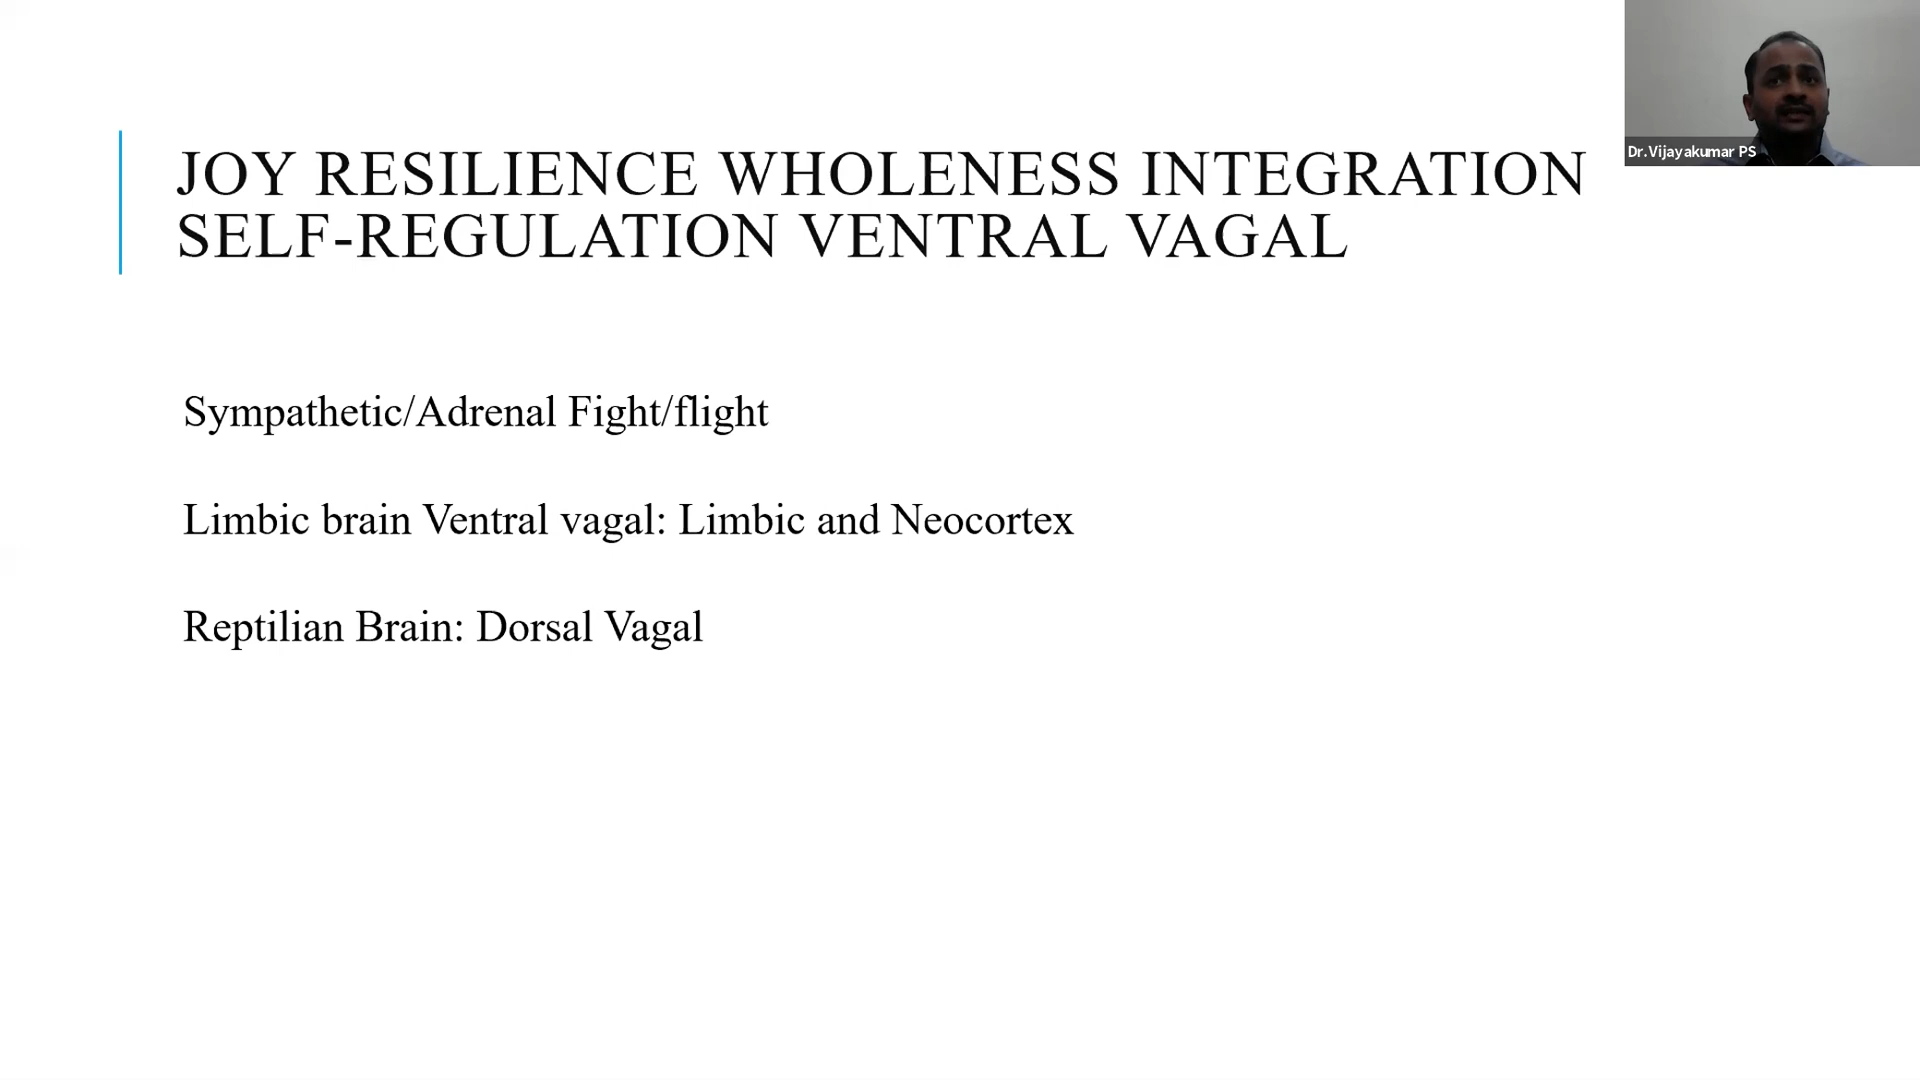 JOY RESILIENCE WHOLENESS INTEGRATION
SELF-REGULATION VENTRAL VAGAL
Dr.Vijayakumar PS
Sympathetic/Adrenal Fight/flight
Limbic brain Ventral vagal: Limbic and Neocortex
Reptilian Brain: Dorsal Vagal